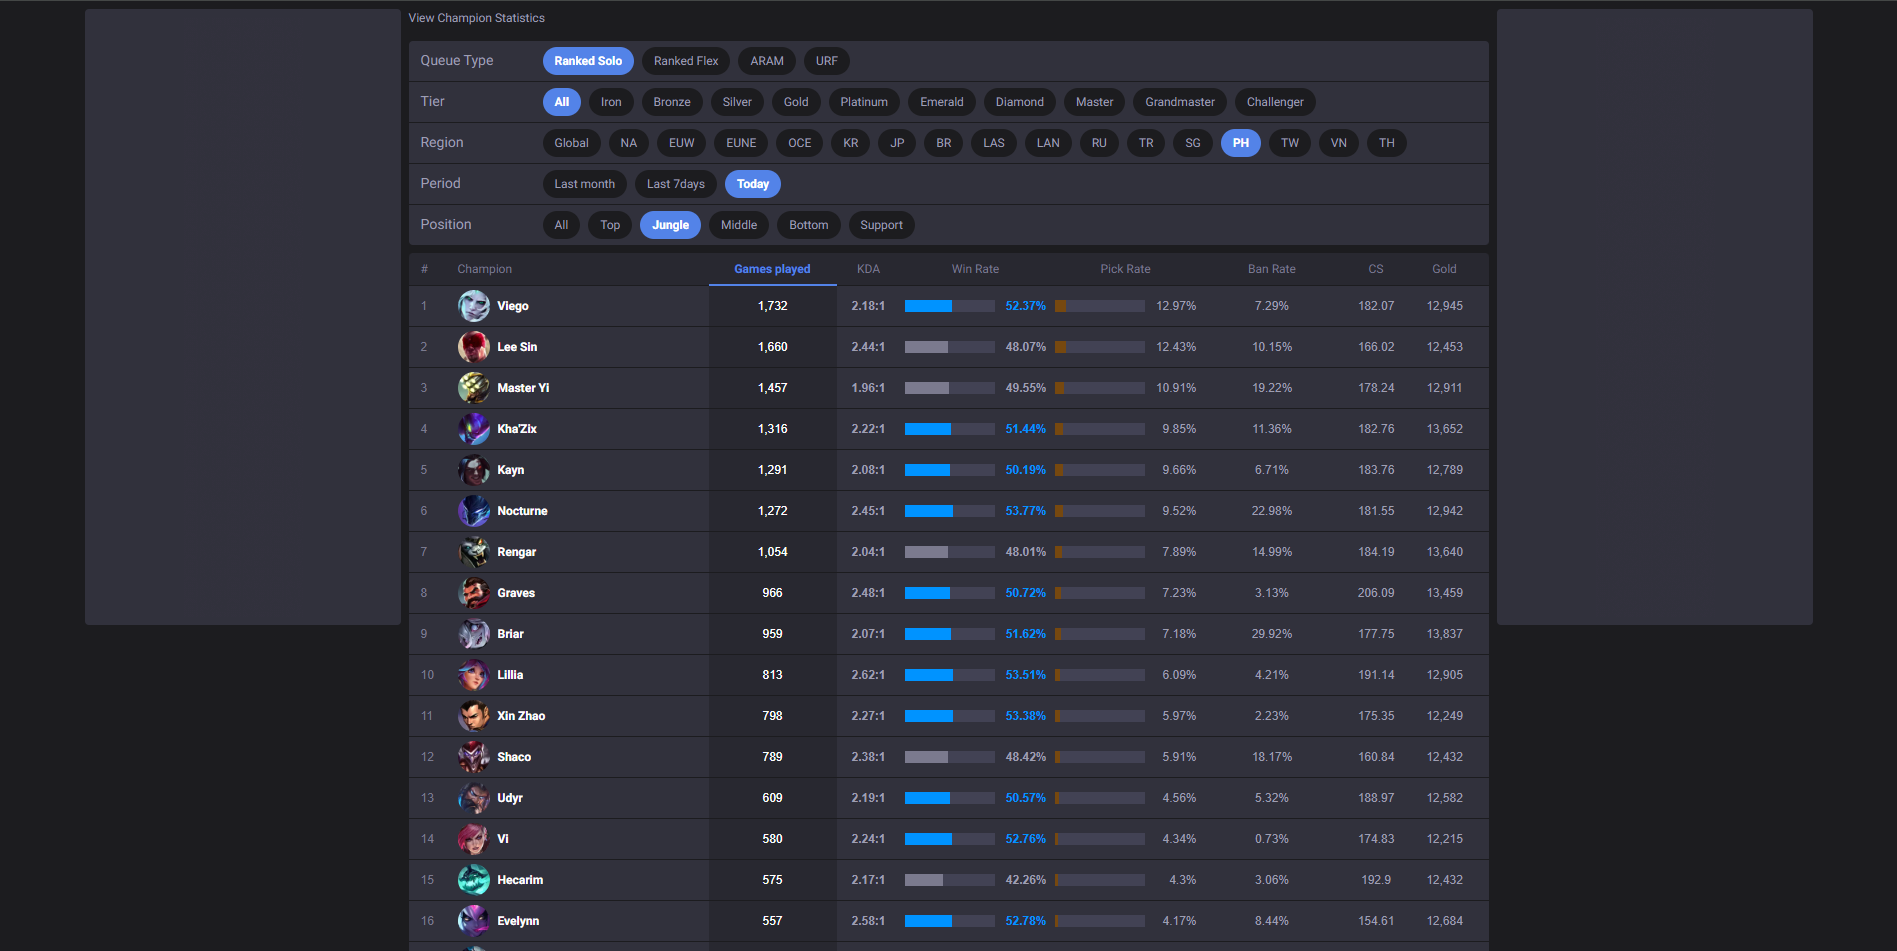 View Champion Statistics
Queue Type Ranked Solo Ranked Flex ARAM URF
Tier All Iron Bronze Silver Gold Platinum Emerald Diamond Master Grandmaster Challenger
Region Global NA EUW EUNE OCE KR JP BR LAS LAN RU TR SG PH TW VN TH
Period Last month Last 7days Today
Position All Top Jungle Middle Bottom Support
# Champion Games played KDA Win Rate Pick Rate Ban Rate CS Gold
1 Viego 1,732 2.18:1 52.37% 12.97% 7.29% 182.07 12,945
2 Lee Sin 1,660 2.44:1 48.07% 12.43% 10.15% 166.02 12,453
3 Master Yi 1,457 1.96:1 49.55% 10.91% 19.22% 178.24 12,911
4 Kha'Zix 1,316 2.22:1 51.44% 9.85% 11.36% 182.76 13,652
5 Kayn 1,291 2.08:1 50.19% 9.66% 6.71% 183.76 12,789
6 Nocturne 1,272 2.45:1 53.77% 9.52% 22.98% 181.55 12,942
7 Rengar 1,054 2.04:1 48.01% 7.89% 14.99% 184.19 13,640
8 Graves 966 2.48:1 50.72% 7.23% 3.13% 206.09 13,459
9 Briar 959 2.07:1 51.62% 7.18% 29.92% 177.75 13,837
10 Lillia 813 2.62:1 53.51% 6.09% 4.21% 191.14 12,905
11 Xin Zhao 798 2.27:1 53.38% 5.97% 2.23% 175.35 12,249
12 Shaco 789 2.38:1 48.42% 5.91% 18.17% 160.84 12,432
13 Udyr 609 2.19:1 50.57% 4.56% 5.32% 188.97 12,582
14 Vi 580 2.24:1 52.76% 4.34% 0.73% 174.83 12,215
15 Hecarim 575 2.17:1 42.26% 4.3% 3.06% 192.9 12,432
16 Evelynn 557 2.58:1 52.78% 4.17% 8.44% 154.61 12,684